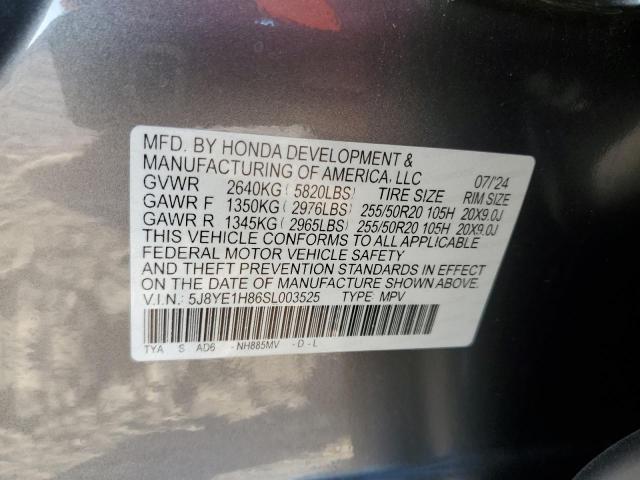 MFD. BY HONDA DEVELOPMENT &
MANUFACTURING OF AMERICA, LLC 07/'24
GVWR 2640KG ( 5820LBS) TIRE SIZE RIM SIZE
GAWR F 1350KG ( 2976LBS) 255/50R20 105H 20X9.0J
GAWR R 1345KG ( 2965LBS) 255/50R20 105H 20X9.0J
THIS VEHICLE CONFORMS TO ALL APPLICABLE
FEDERAL MOTOR VEHICLE SAFETY
AND THEFT PREVENTION STANDARDS IN EFFECT
ON THE DATE OF MANUFACTURE SHOWN ABOVE.
V.I.N.: 5J8YE1H86SL003525 TYPE: MPV
TYA S AD6 -NH885MV -D-L